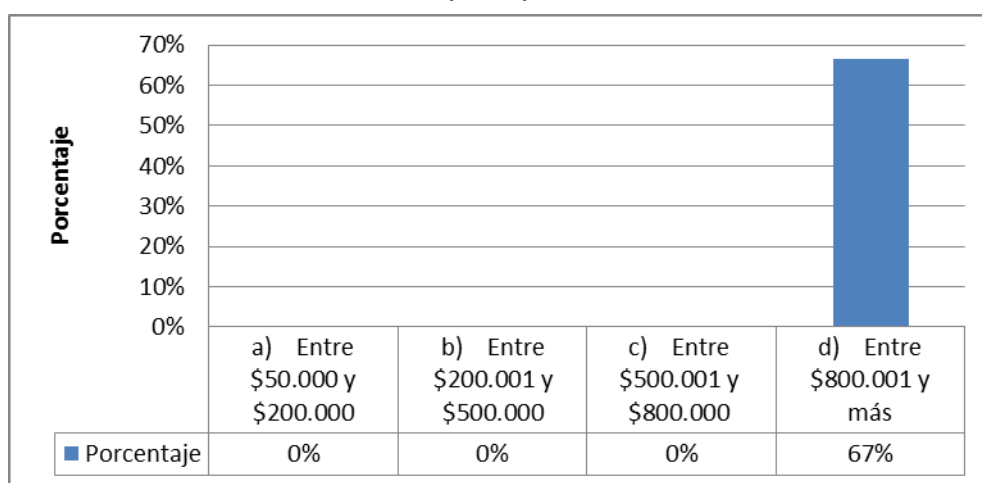 70%
60%
50%
40%
30%
20%
10%
0%
Porcentaje
a) Entre $50.000 y $200.000
b) Entre $200.001 y $500.000
c) Entre $500.001 y $800.000
d) Entre $800.001 y más
Porcentaje 0% 0% 0% 67%